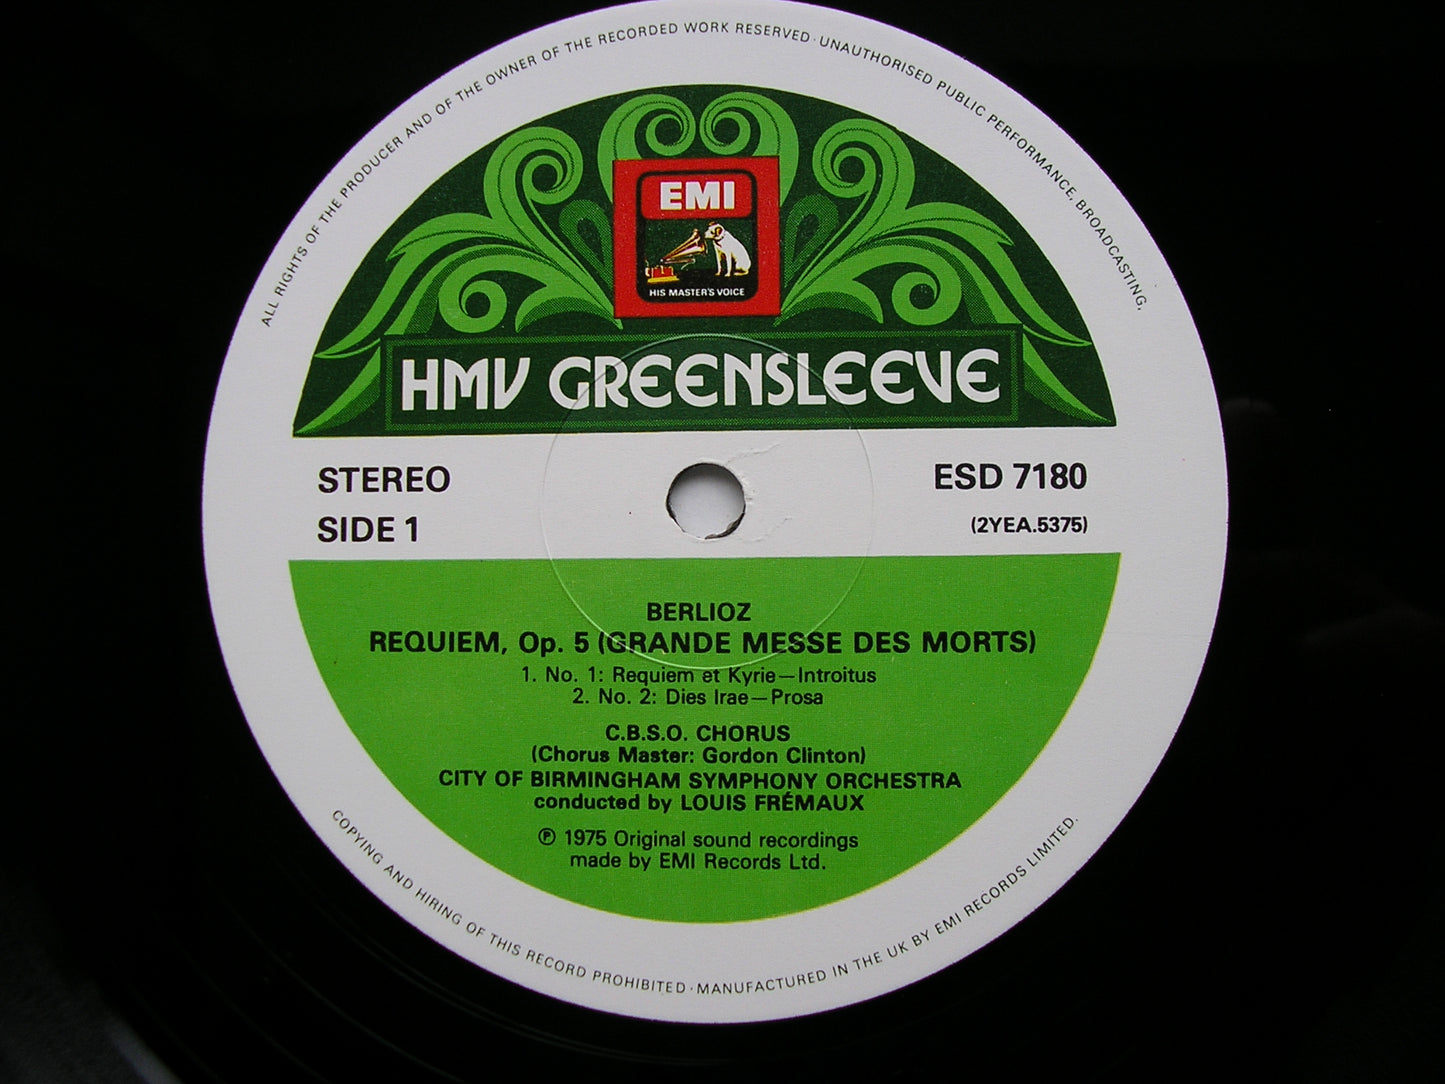 ALL RIGHTS OF THE PRODUCER AND OF THE OWNER OF THE RECORDED WORK RESERVED · UNAUTHORISED PUBLIC PERFORMANCE, BROADCASTING,
EMI
HIS MASTER'S VOICE
HMV GREENSLEEVE
STEREO
ESD 7180
SIDE 1
(2YEA.5375)
BERLIOZ
REQUIEM, Op. 5 (GRANDE MESSE DES MORTS)
1. No. 1: Requiem et Kyrie—Introitus
2. No. 2: Dies Irae—Prosa
C.B.S.O. CHORUS
(Chorus Master: Gordon Clinton)
CITY OF BIRMINGHAM SYMPHONY ORCHESTRA
conducted by LOUIS FRÉMAUX
℗ 1975 Original sound recordings
made by EMI Records Ltd.
COPYING AND HIRING OF THIS RECORD PROHIBITED · MANUFACTURED IN THE UK BY EMI RECORDS LIMITED.